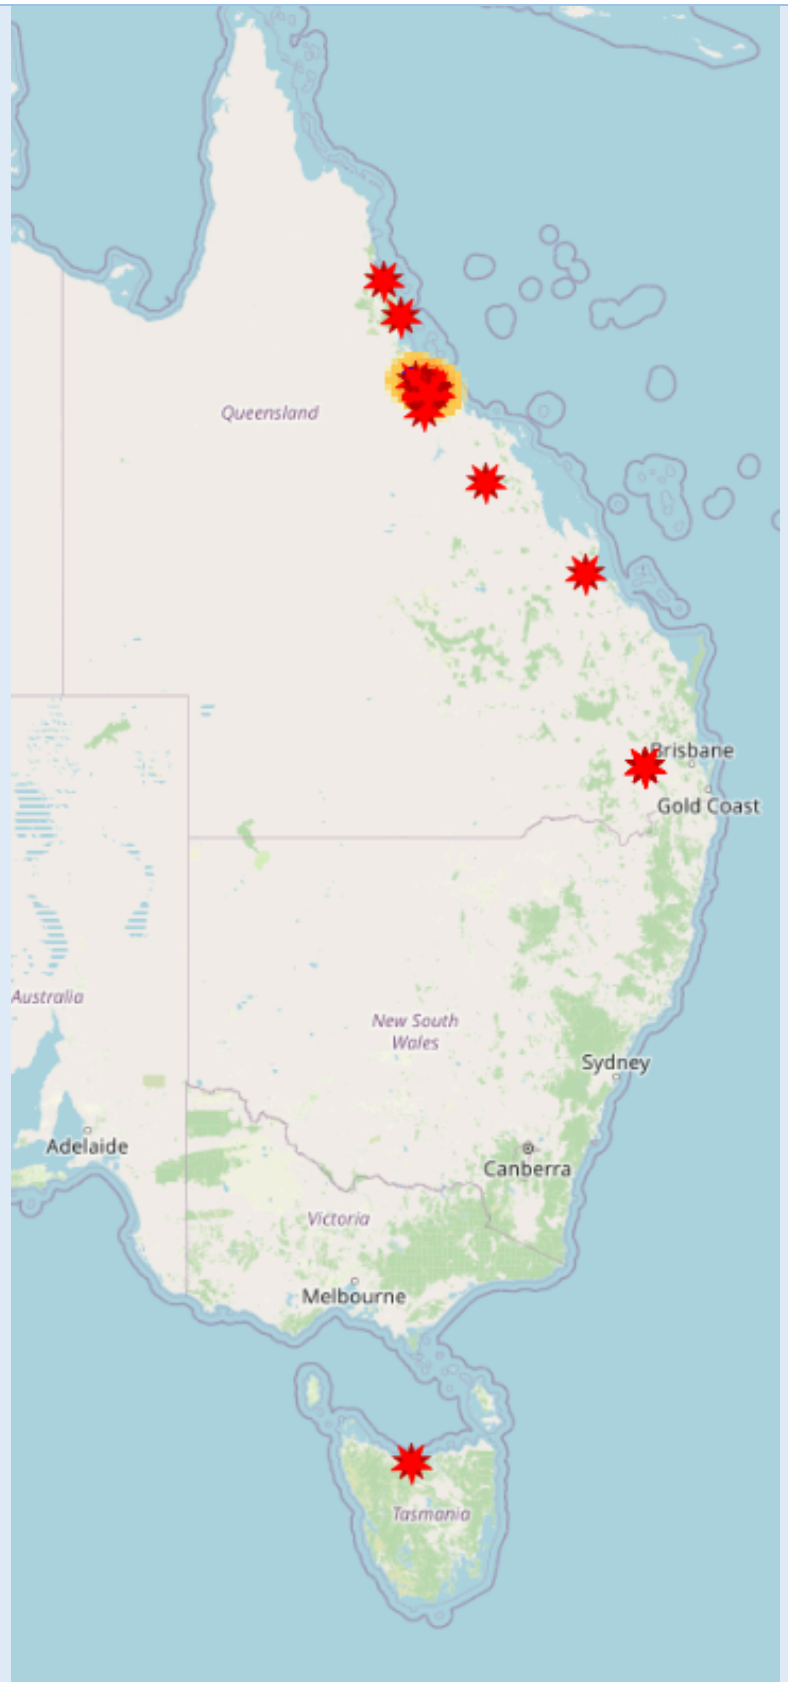 Queensland
Brisbane
Gold Coast
Australia
New South
Wales
Sydney
Adelaide
Canberra
Victoria
Melbourne
Tasmania